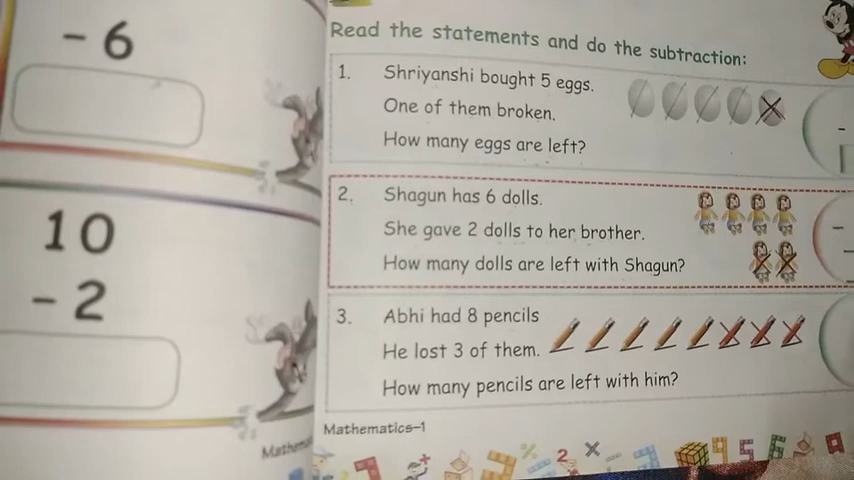 - 6
10
- 2
Read the statements and do the subtraction:
1. Shriyanshi bought 5 eggs.
One of them broken.
How many eggs are left?
2. Shagun has 6 dolls.
She gave 2 dolls to her brother.
How many dolls are left with Shagun?
3. Abhi had 8 pencils
He lost 3 of them.
How many pencils are left with him?
Mathematics-1